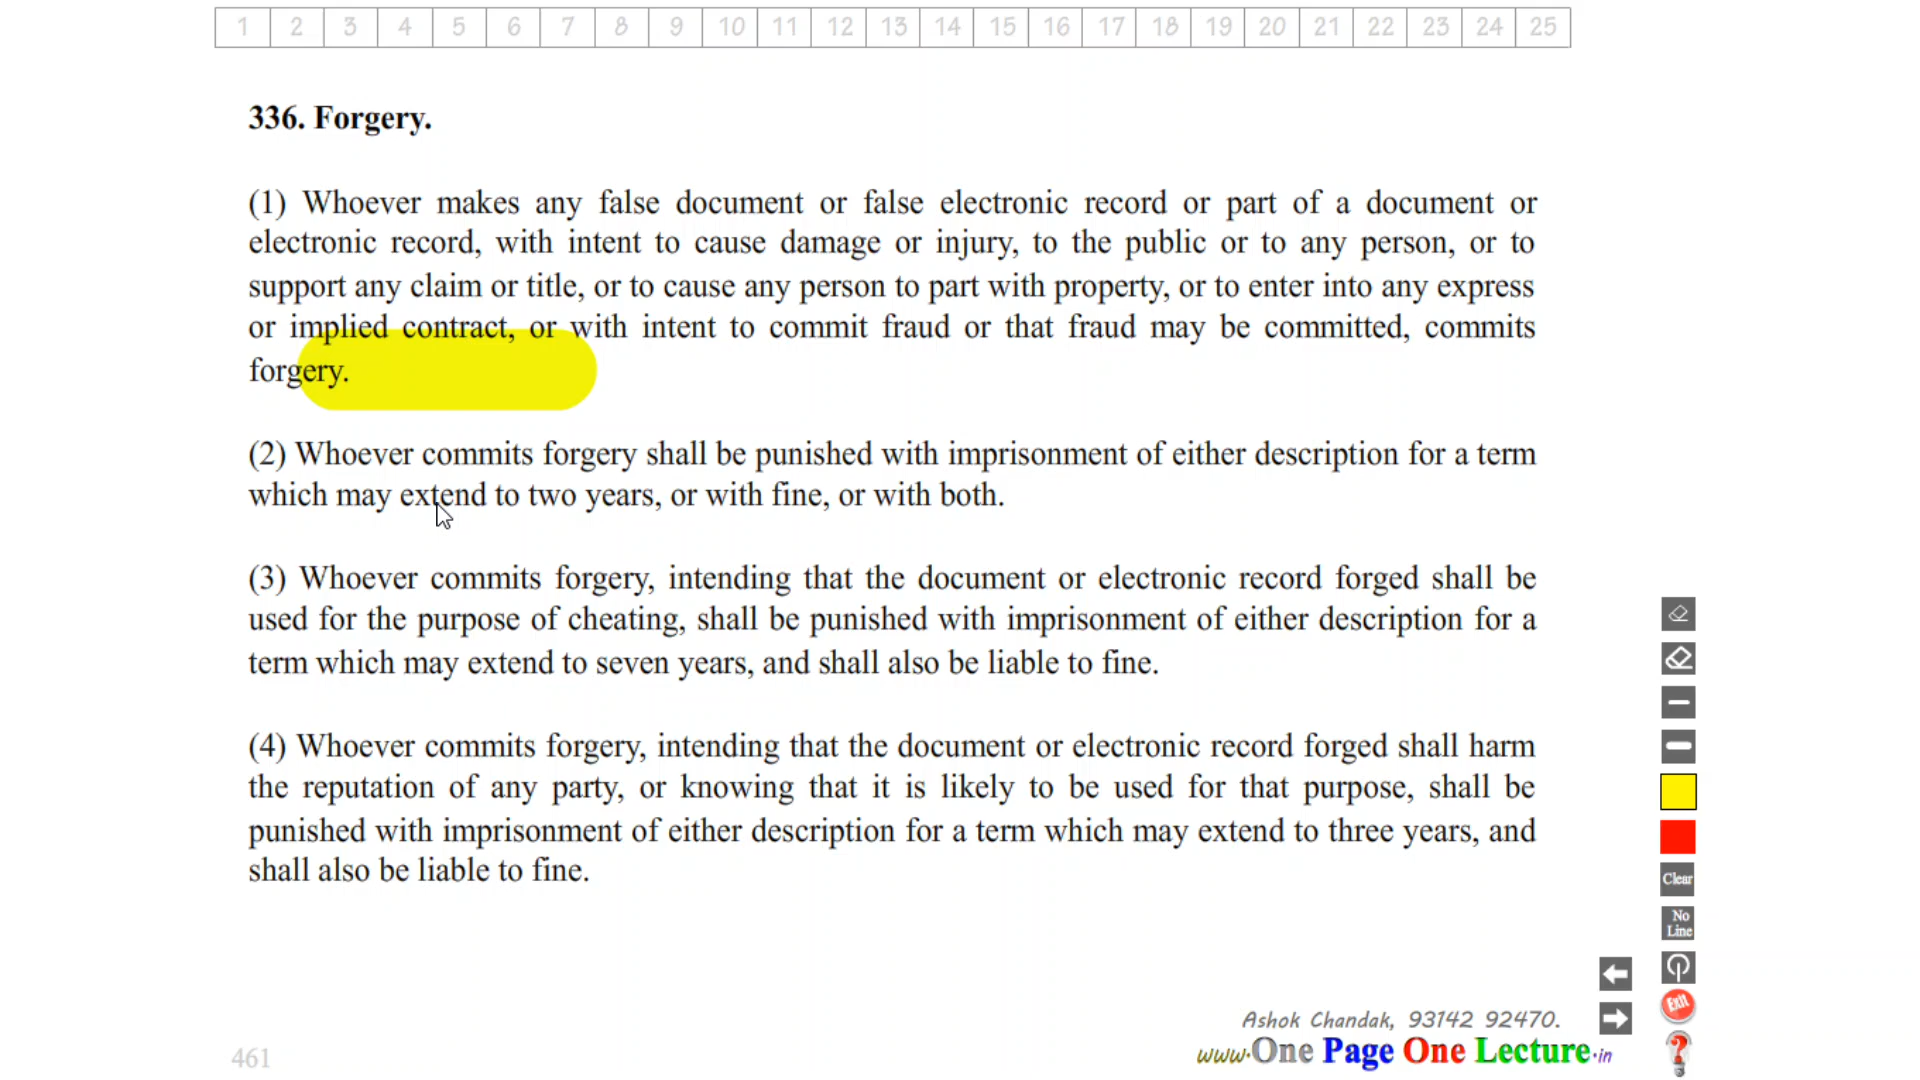 1 2 3 4 5 6 7 8 9 10 11 12 13 14 15 16 17 18 19 20 21 22 23 24 25
336. Forgery.
(1) Whoever makes any false document or false electronic record or part of a document or
electronic record, with intent to cause damage or injury, to the public or to any person, or to
support any claim or title, or to cause any person to part with property, or to enter into any express
or implied contract, or with intent to commit fraud or that fraud may be committed, commits
forgery.
(2) Whoever commits forgery shall be punished with imprisonment of either description for a term
which may extend to two years, or with fine, or with both.
(3) Whoever commits forgery, intending that the document or electronic record forged shall be
used for the purpose of cheating, shall be punished with imprisonment of either description for a
term which may extend to seven years, and shall also be liable to fine.
(4) Whoever commits forgery, intending that the document or electronic record forged shall harm
the reputation of any party, or knowing that it is likely to be used for that purpose, shall be
punished with imprisonment of either description for a term which may extend to three years, and
shall also be liable to fine.
Clear
No
Line
Exit
Ashok Chandak, 93142 92470.
www.One Page One Lecture.in
461